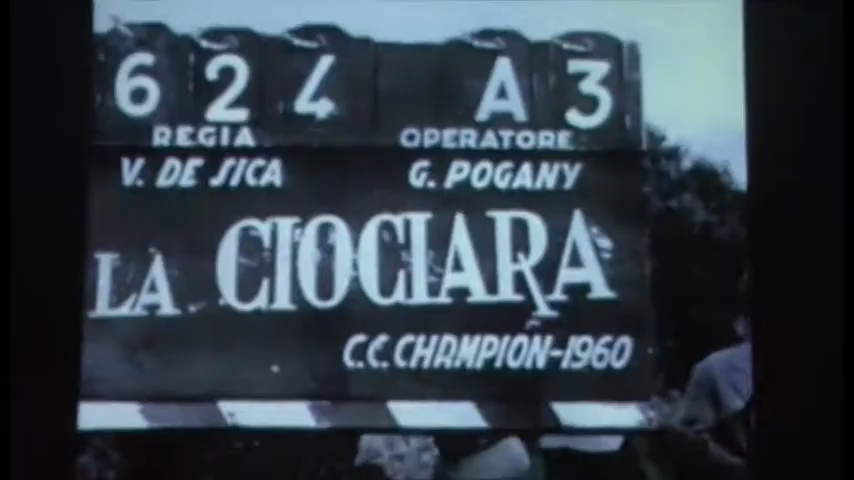 624 A3
REGIA OPERATORE
V. DE SICA G. POGANY
LA CIOCIARA
C.C. CHAMPION-1960